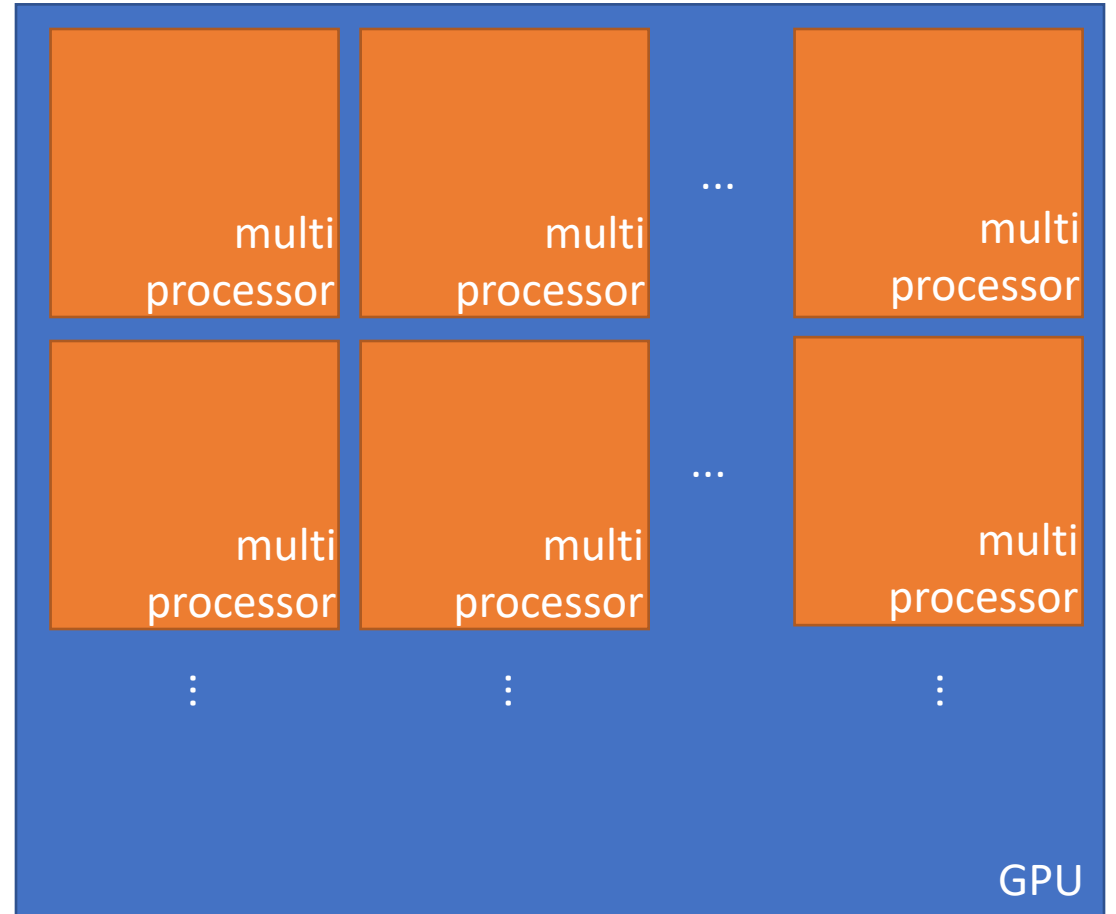 multi
processor
multi
processor
...
multi
processor
multi
processor
multi
processor
...
multi
processor
...
...
...
GPU